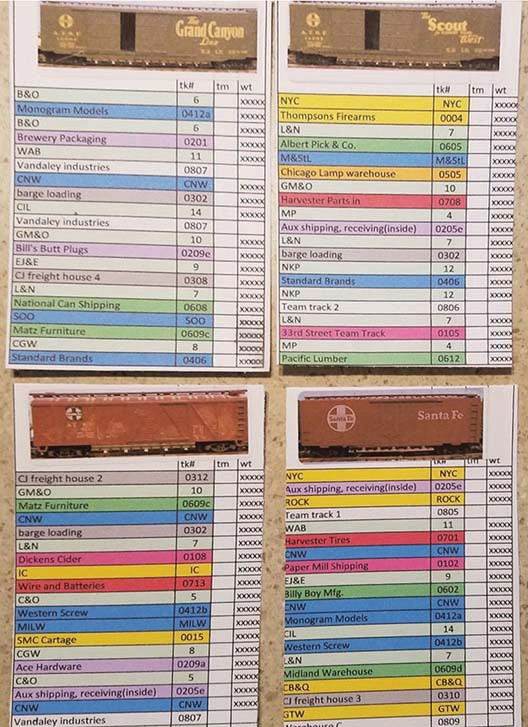 A.T.S.F.
The
Grand Canyon
Line
tk# tm wt
B&O 6 xxxxx
Monogram Models 0412a xxxxx
B&O 6 xxxxx
Brewery Packaging 0201 xxxxx
WAB 11 xxxxx
Vandaley industries 0807 xxxxx
CNW CNW xxxxx
barge loading 0302 xxxxx
CIL 14 xxxxx
Vandaley industries 0807
GM&O 10 xxxxx
Bill's Butt Plugs 0209e xxxxx
EJ&E 9 xxxxx
CJ freight house 4 0308 xxxxx
L&N 7 xxxxx
National Can Shipping 0608 xxxxx
SOO SOO xxxxx
Matz Furniture 0609c xxxxx
CGW 8 xxxxx
Standard Brands 0406 xxxxx
A.T.S.F.
The
Scout
West
tk# tm wt
NYC NYC xxxxx
Thompsons Firearms 0004 xxxxx
L&N 7 xxxxx
Albert Pick & Co. 0605 xxxxx
M&StL M&StL xxxxx
Chicago Lamp warehouse 0505 xxxxx
GM&O 10 xxxxx
Harvester Parts in 0708 xxxxx
MP 4 xxxxx
Aux shipping, receiving(inside) 0205e xxxxx
L&N 7 xxxxx
barge loading 0302 xxxxx
NKP 12 xxxxx
Standard Brands 0406 xxxxx
NKP 12 xxxxx
Team track 2 0806 xxxxx
L&N 7 xxxxx
33rd Street Team Track 0105 xxxxx
MP 4 xxxxx
Pacific Lumber 0612 xxxxx
tk# tm wt
CJ freight house 2 0312 xxxxx
GM&O 10 xxxxx
Matz Furniture 0609c xxxxx
CNW CNW xxxxx
barge loading 0302 xxxxx
L&N 7 xxxxx
Dickens Cider 0108 xxxxx
IC IC xxxxx
Wire and Batteries 0713 xxxxx
C&O 5 xxxxx
Western Screw 0412b xxxxx
MILW MILW xxxxx
SMC Cartage 0015 xxxxx
CGW 8 xxxxx
Ace Hardware 0209a xxxxx
C&O 5 xxxxx
Aux shipping, receiving(inside) 0205e xxxxx
CNW CNW xxxxx
Vandaley industries 0807
Santa Fe
Santa Fe
tk# tm wt
NYC NYC xxxxx
Aux shipping, receiving(inside) 0205e xxxxx
ROCK ROCK xxxxx
Team track 1 0805 xxxxx
WAB 11 xxxxx
Harvester Tires 0701 xxxxx
CNW CNW xxxxx
Paper Mill Shipping 0102 xxxxx
EJ&E 9 xxxxx
Billy Boy Mfg. 0602 xxxxx
CNW CNW xxxxx
Monogram Models 0412a xxxxx
CIL 14 xxxxx
Western Screw 0412b xxxxx
L&N 7 xxxxx
Midland Warehouse 0609d xxxxx
CB&Q CB&Q xxxxx
CJ freight house 3 0310 xxxxx
GTW GTW xxxxx
0809